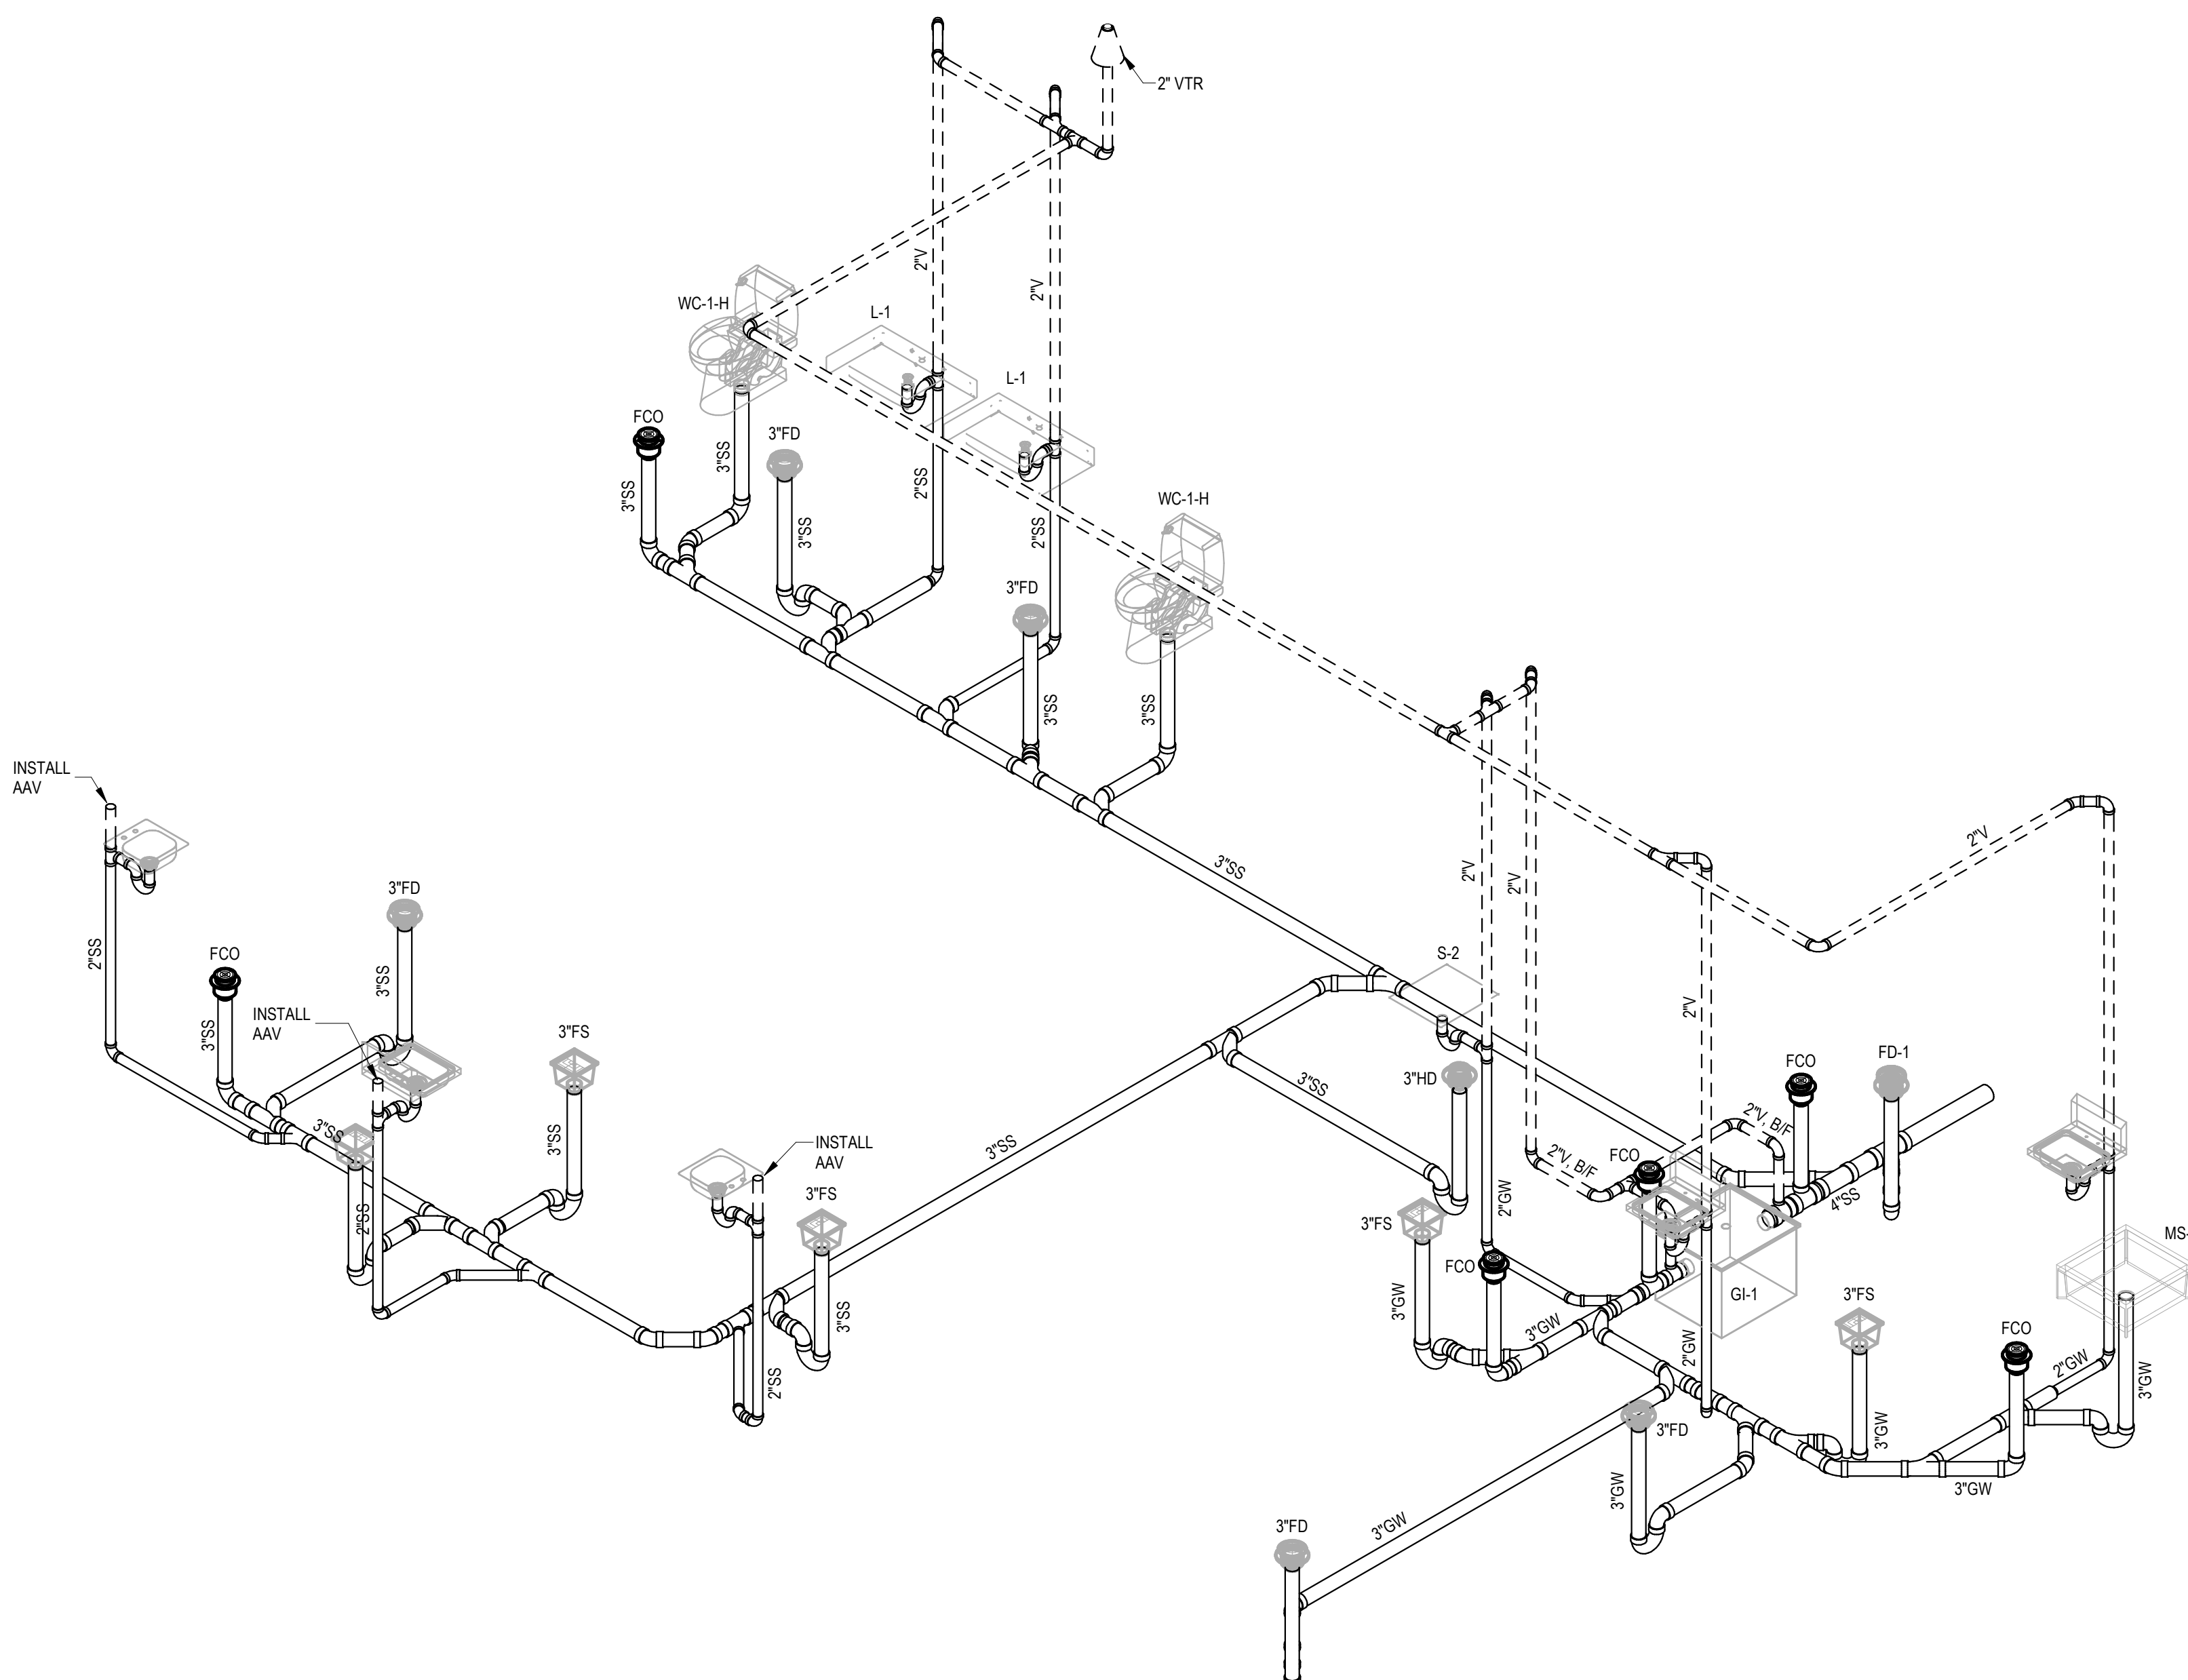 2" VTR
2"V
2"V
WC-1-H
L-1
L-1
FCO
3"FD
3"SS
3"SS
3"SS
2"SS
2"SS
WC-1-H
3"FD
3"SS
3"SS
INSTALL
AAV
2"SS
FCO
3"SS
3"FD
3"SS
INSTALL
AAV
3"FS
3"SS
3"SS
2"SS
INSTALL
AAV
3"FS
3"SS
2"SS
3"SS
3"SS
3"SS
S-2
3"HD
2"V
2"V
2"V
2"V
FCO
FD-1
2"V, B/F
2"V, B/F
FCO
4"SS
2"GW
3"FS
3"GW
FCO
3"GW
GI-1
2"GW
MS-
3"FS
3"GW
FCO
2"GW
3"GW
3"GW
3"FD
3"GW
3"GW
3"FD